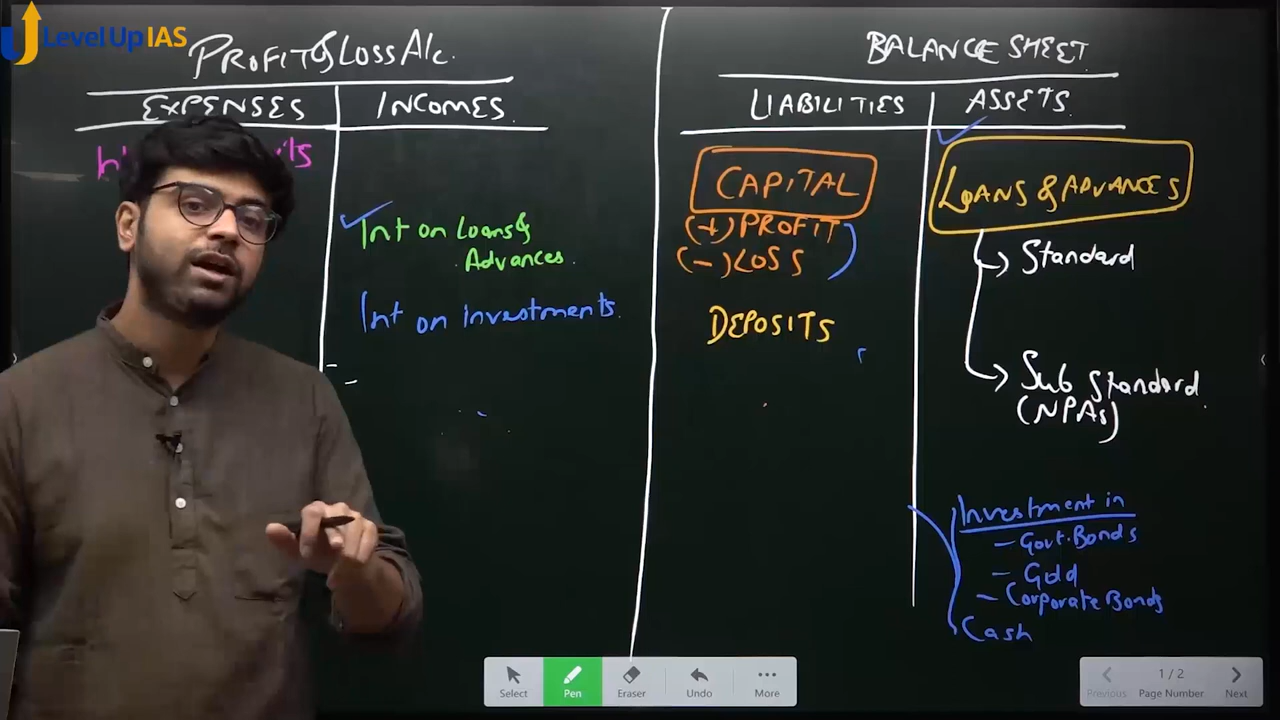 Level Up IAS
PROFIT & LOSS A/c.
EXPENSES
INCOMES
Int on Loans &
Advances.
Int on Investments.
BALANCE SHEET
LIABILITIES
ASSETS
CAPITAL
(+) PROFIT
(-) LOSS
DEPOSITS
LOANS & ADVANCES
Standard
Sub Standard
(NPAs)
Investment in
- Govt. Bonds
- Gold
- Corporate Bonds
Cash
Select
Pen
Eraser
Undo
More
Previous
1 / 2
Page Number
Next